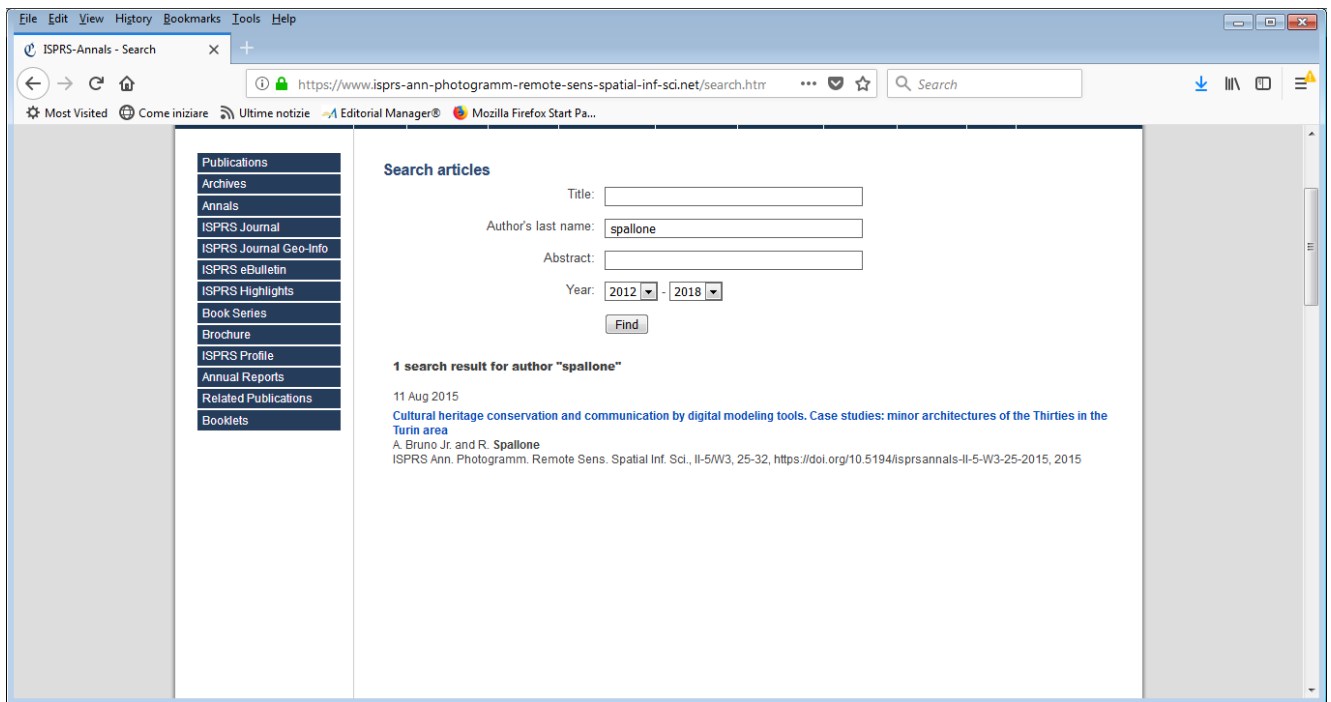 File Edit View History Bookmarks Tools Help
ISPRS-Annals - Search
https://www.isprs-ann-photogramm-remote-sens-spatial-inf-sci.net/search.htm
Search
Most Visited Come iniziare Ultime notizie Editorial Manager® Mozilla Firefox Start Pa...
Publications
Archives
Annals
ISPRS Journal
ISPRS Journal Geo-Info
ISPRS eBulletin
ISPRS Highlights
Book Series
Brochure
ISPRS Profile
Annual Reports
Related Publications
Booklets
Search articles
Title:
Author's last name: spallone
Abstract:
Year: 2012 - 2018
Find
1 search result for author "spallone"
11 Aug 2015
Cultural heritage conservation and communication by digital modeling tools. Case studies: minor architectures of the Thirties in the
Turin area
A. Bruno Jr. and R. Spallone
ISPRS Ann. Photogramm. Remote Sens. Spatial Inf. Sci., II-5/W3, 25-32, https://doi.org/10.5194/isprsannals-II-5-W3-25-2015, 2015